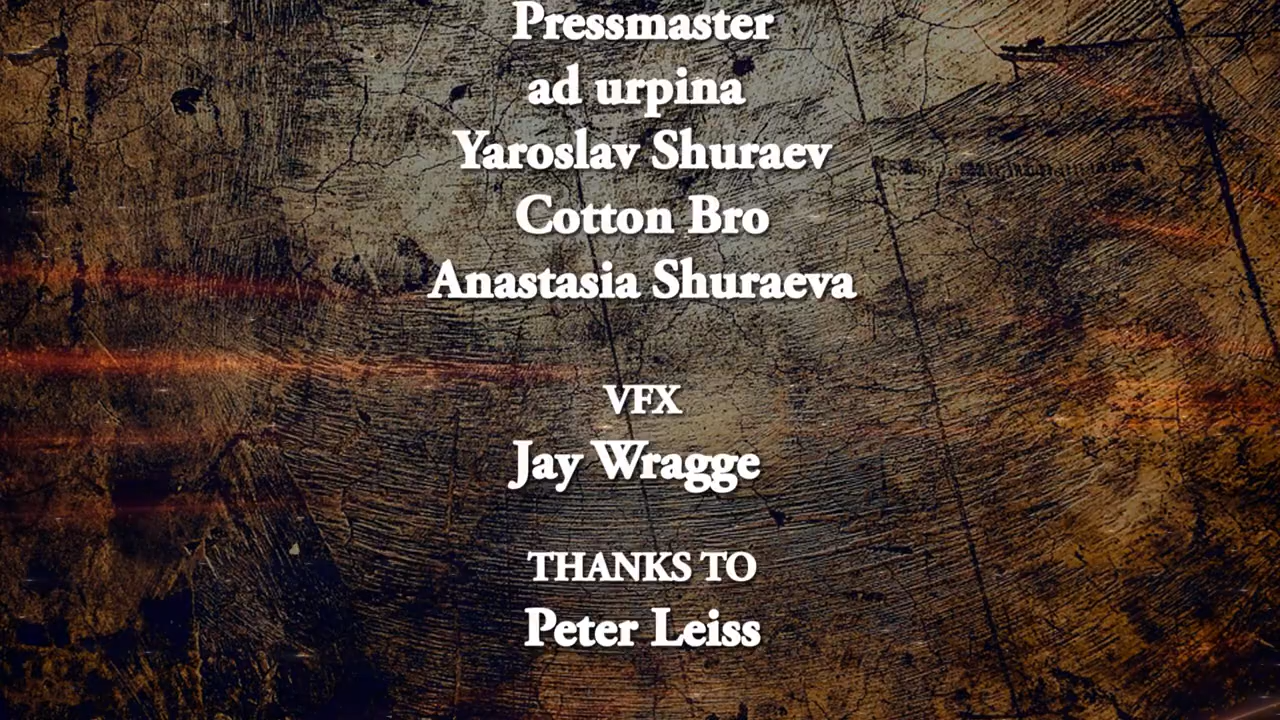 Pressmaster
ad urpina
Yaroslav Shuraev
Cotton Bro
Anastasia Shuraeva
VFX
Jay Wragge
THANKS TO
Peter Leiss